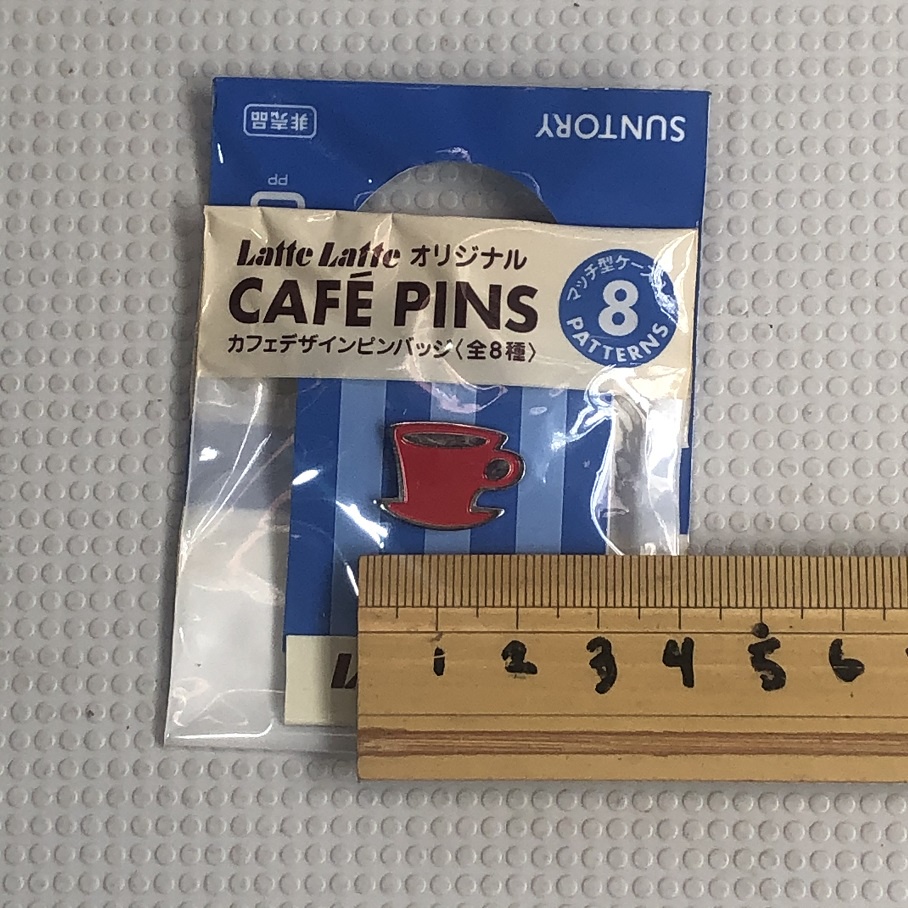 SUNTORY
非売品
PP
Latte Latte オリジナル
CAFÉ PINS
カフェデザインピンバッジ〈全8種〉
マッチ型ケース
8
PATTERNS
1 2 3 4 5 6